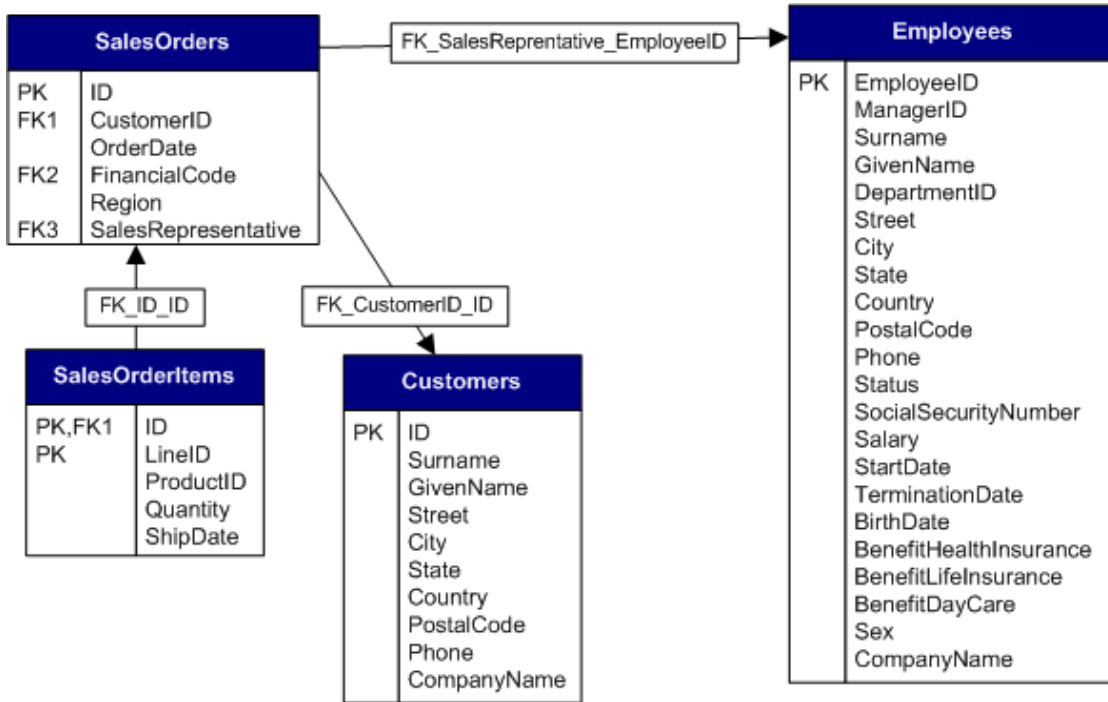 SalesOrders
PK ID
FK1 CustomerID
OrderDate
FK2 FinancialCode
Region
FK3 SalesRepresentative
FK_SalesReprentative_EmployeeID
Employees
PK EmployeeID
ManagerID
Surname
GivenName
DepartmentID
Street
City
State
Country
PostalCode
Phone
Status
SocialSecurityNumber
Salary
StartDate
TerminationDate
BirthDate
BenefitHealthInsurance
BenefitLifeInsurance
BenefitDayCare
Sex
CompanyName
FK_ID_ID
FK_CustomerID_ID
SalesOrderItems
PK,FK1 ID
PK LineID
ProductID
Quantity
ShipDate
Customers
PK ID
Surname
GivenName
Street
City
State
Country
PostalCode
Phone
CompanyName